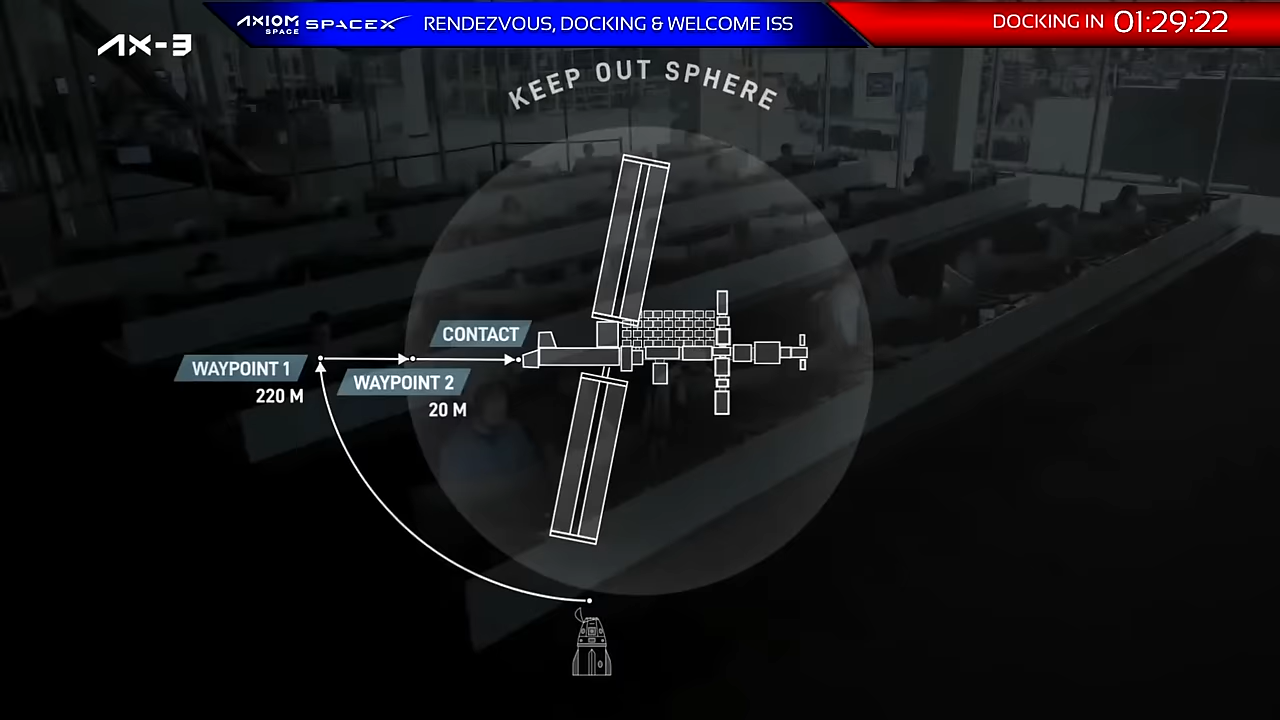 AXIOM SPACE SPACEX RENDEZVOUS, DOCKING & WELCOME ISS DOCKING IN 01:29:22
AX-3
KEEP OUT SPHERE
CONTACT
WAYPOINT 1
220 M
WAYPOINT 2
20 M